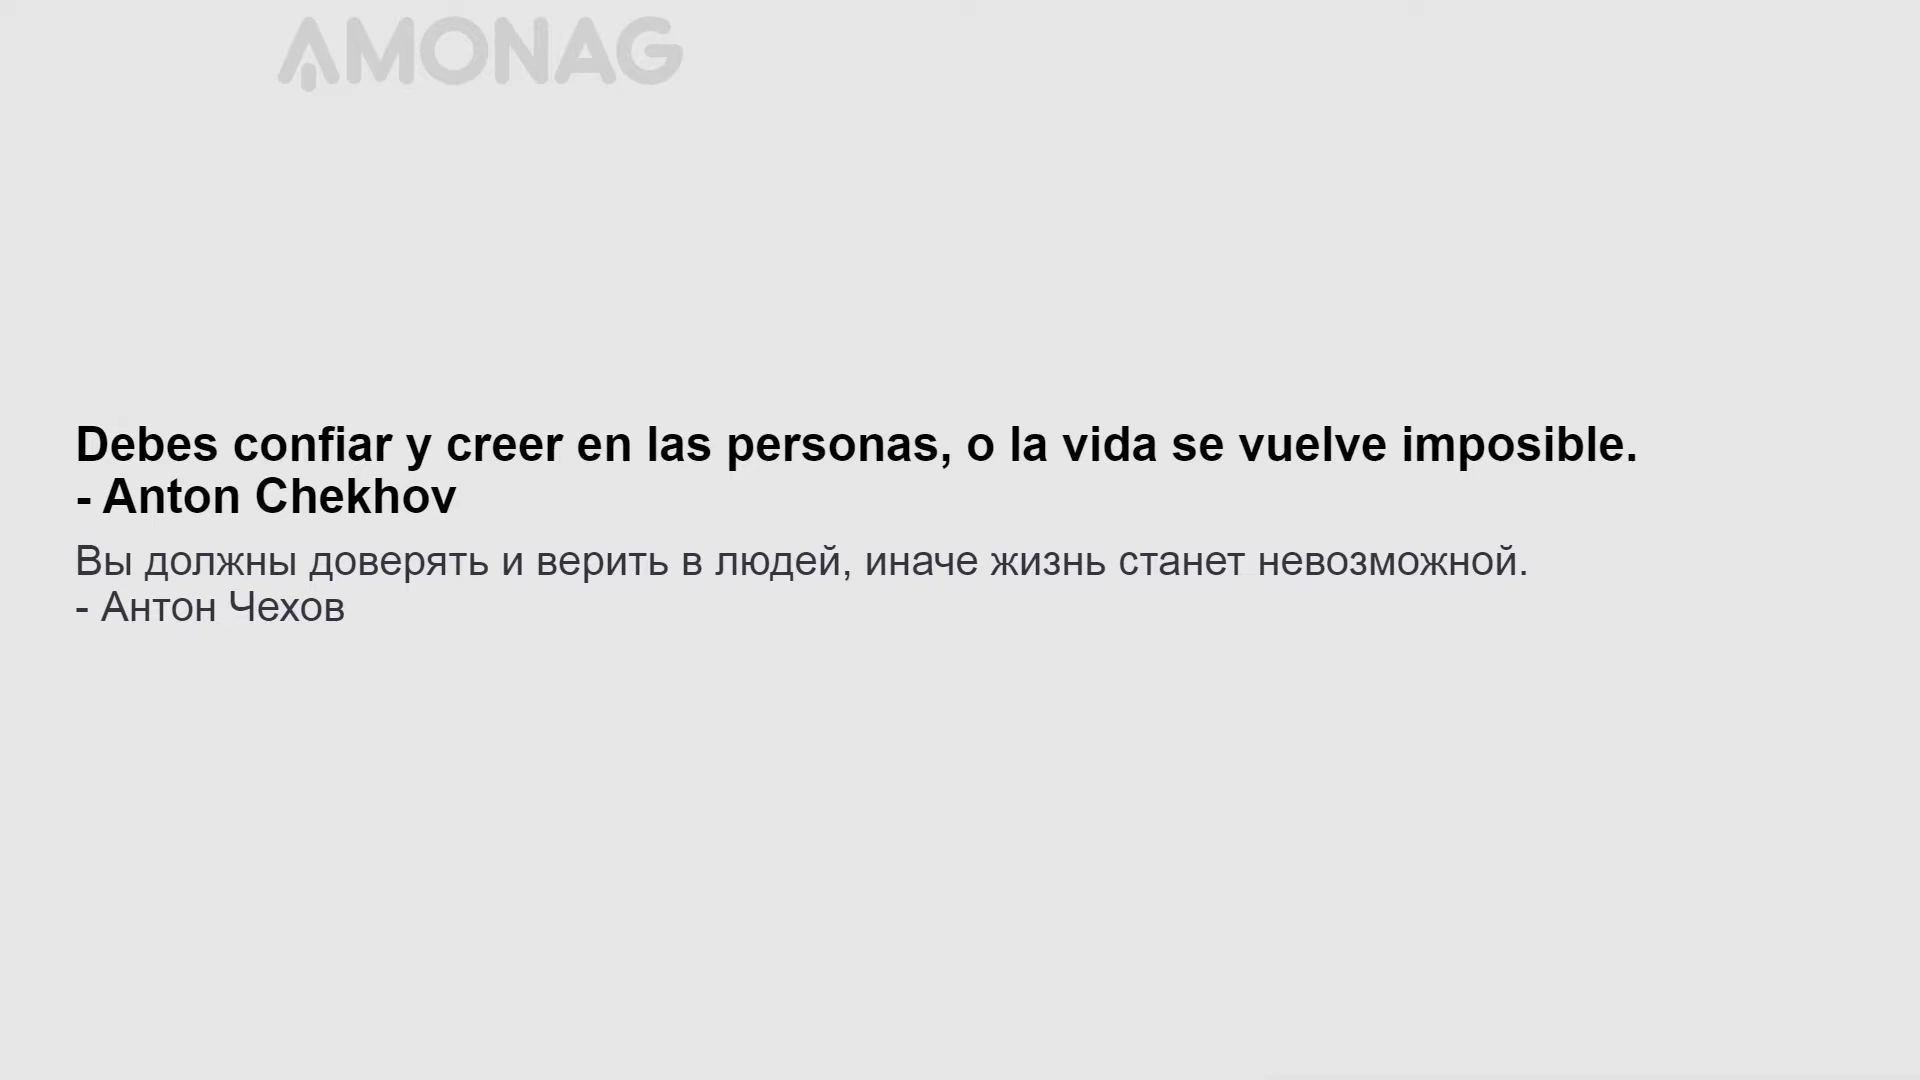 AMONAG
Debes confiar y creer en las personas, o la vida se vuelve imposible.
- Anton Chekhov
Вы должны доверять и верить в людей, иначе жизнь станет невозможной.
- Антон Чехов